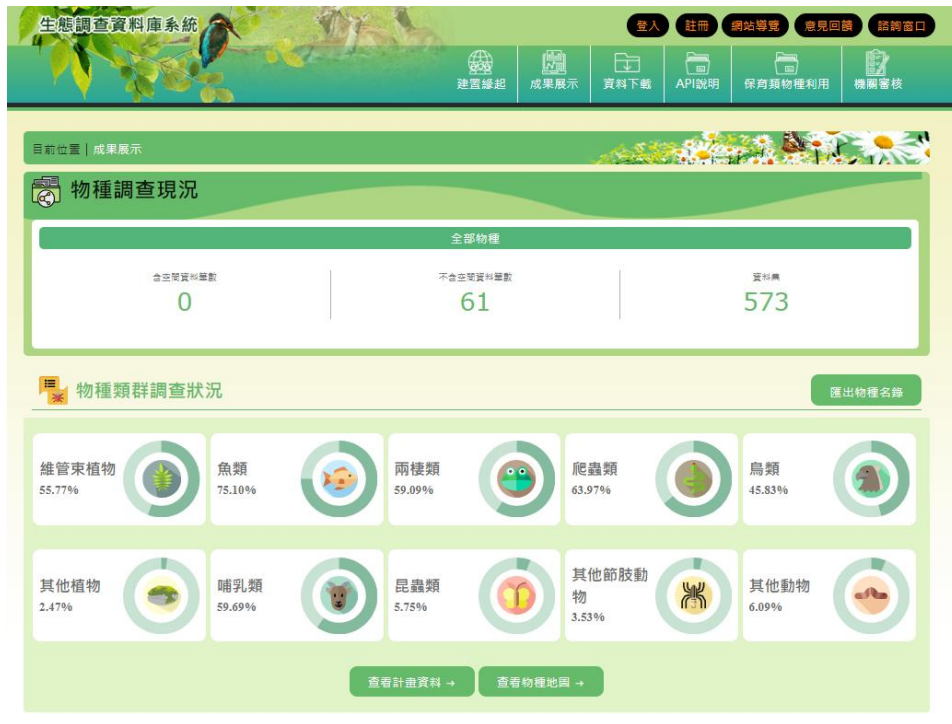 生態調查資料庫系統
登入 註冊 網站導覽 意見回饋 諮詢窗口
建置緣起 成果展示 資料下載 API說明 保育類物種利用 機關審核
目前位置 | 成果展示
物種調查現況
全部物種
含空間資料筆數 不含空間資料筆數 資料集
0 61 573
物種類群調查狀況
匯出物種名錄
維管束植物
55.77%
魚類
75.10%
兩棲類
59.09%
爬蟲類
63.97%
鳥類
45.83%
其他植物
2.47%
哺乳類
59.69%
昆蟲類
5.75%
其他節肢動
物
3.53%
其他動物
6.09%
查看計畫資料 → 查看物種地圖 →